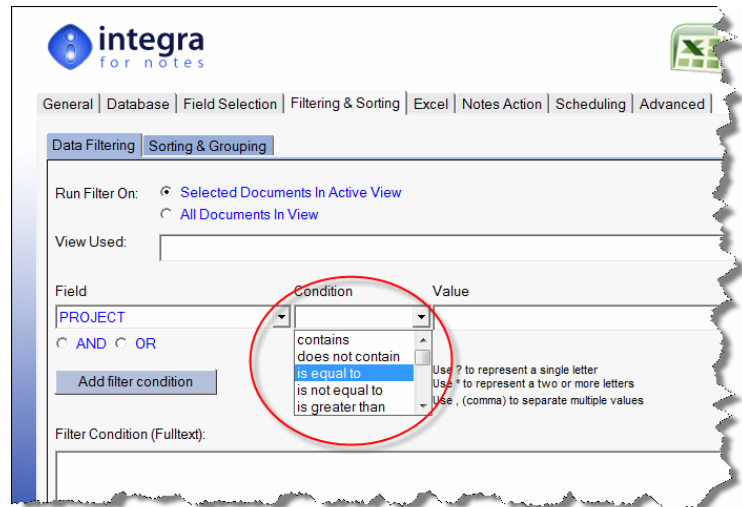 integra
for notes
General Database Field Selection Filtering & Sorting Excel Notes Action Scheduling Advanced
Data Filtering Sorting & Grouping
Run Filter On: Selected Documents In Active View
All Documents In View
View Used:
Field Condition Value
PROJECT
AND OR
contains
does not contain
is equal to
is not equal to
is greater than
Add filter condition
Use ? to represent a single letter
Use * to represent a two or more letters
Use , (comma) to separate multiple values
Filter Condition (Fulltext):